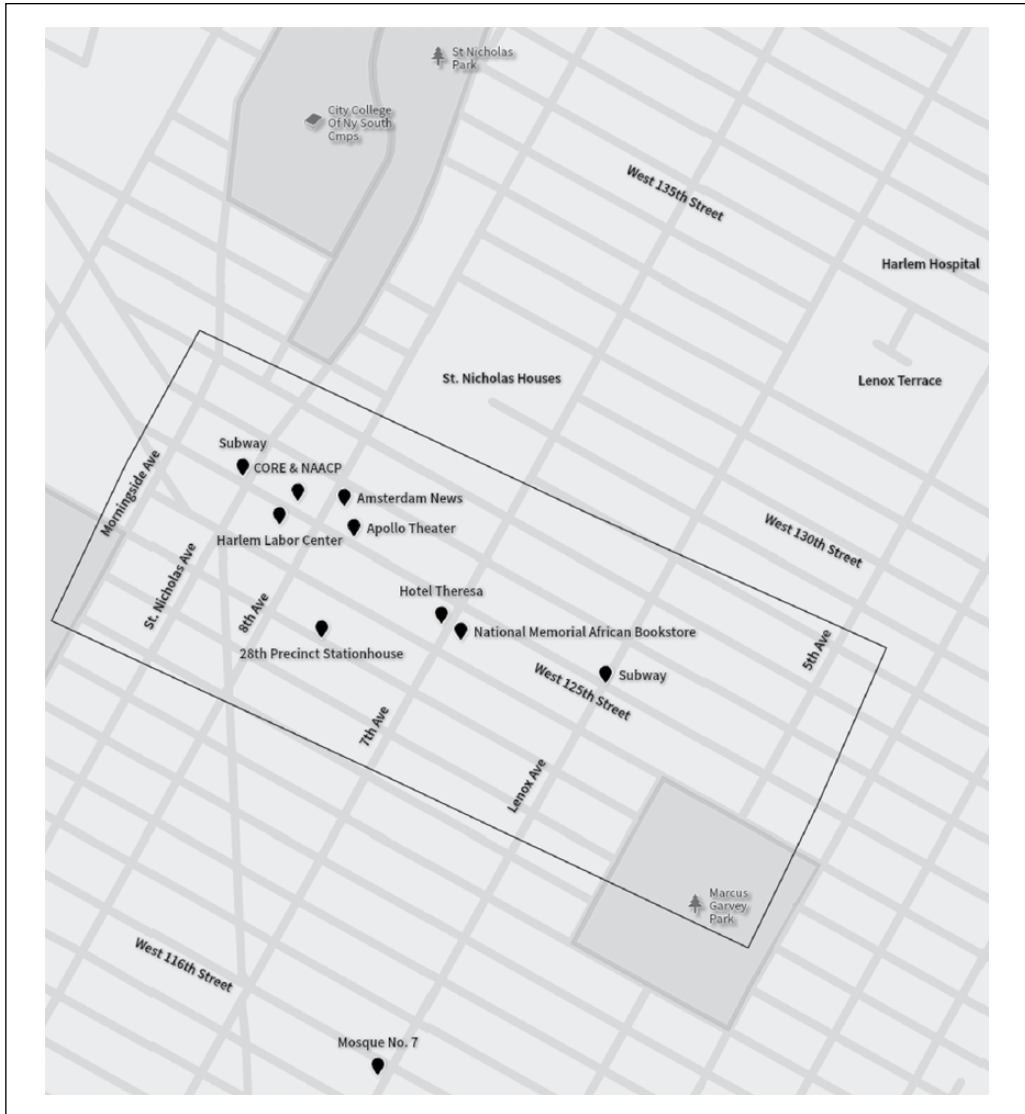 St Nicholas
Park
City College
Of Ny South
Cmps
West 135th Street
Harlem Hospital
St. Nicholas Houses
Lenox Terrace
Subway
CORE & NAACP
Morningside Ave
Amsterdam News
Apollo Theater
Harlem Labor Center
West 130th Street
St. Nicholas Ave
8th Ave
Hotel Theresa
National Memorial African Bookstore
28th Precinct Stationhouse
5th Ave
Subway
West 125th Street
7th Ave
Lenox Ave
Marcus
Garvey
Park
West 116th Street
Mosque No. 7